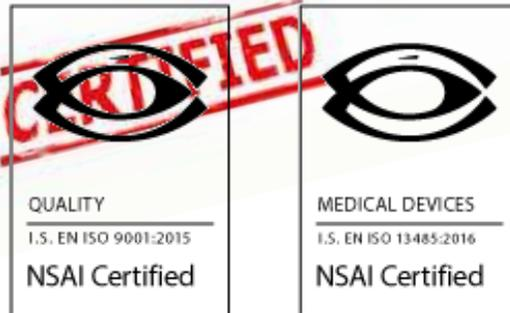 CERTIFIED
QUALITY
I.S. EN ISO 9001:2015
NSAI Certified
MEDICAL DEVICES
I.S. EN ISO 13485:2016
NSAI Certified